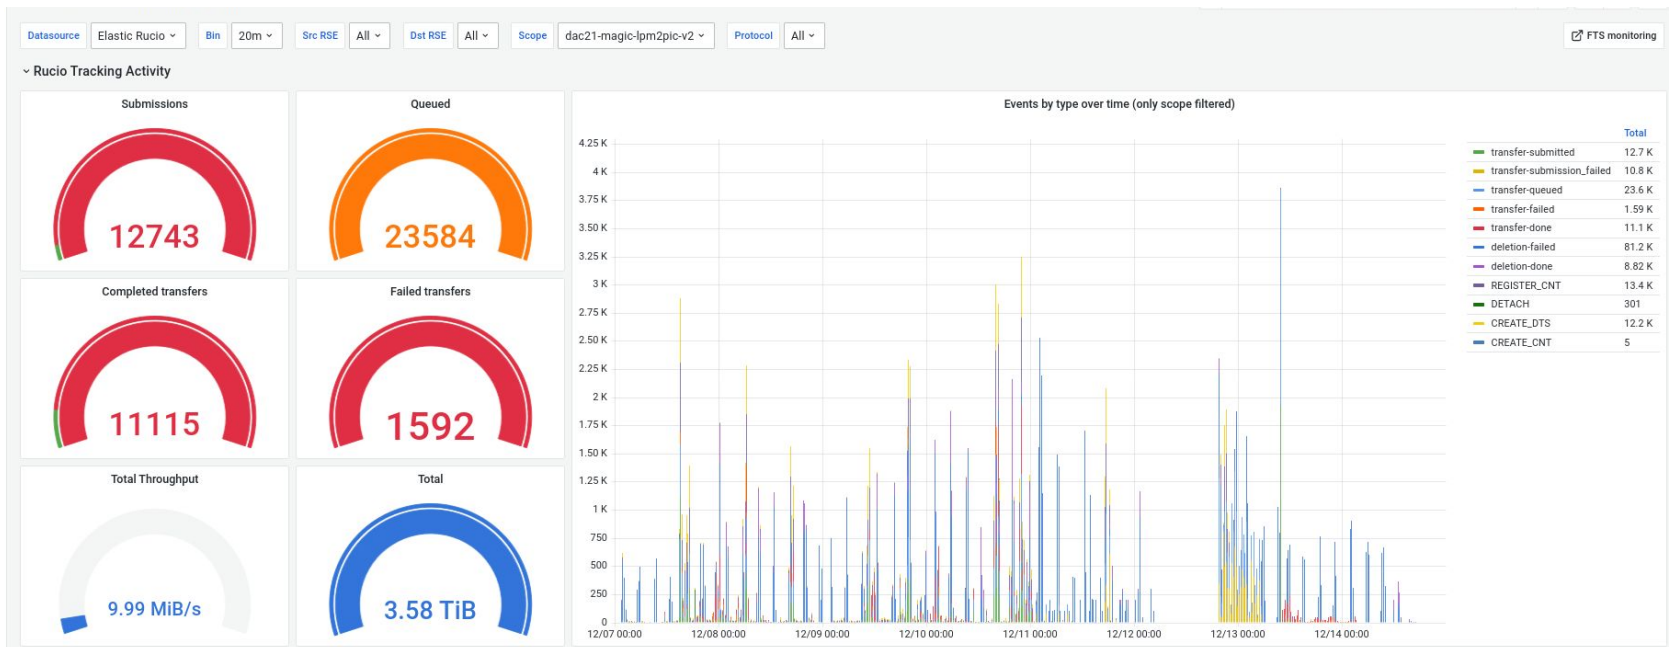 Datasource Elastic Rucio Bin 20m Src RSE All Dst RSE All Scope dac21-magic-lpm2pic-v2 Protocol All FTS monitoring
Rucio Tracking Activity
Submissions
12743
Queued
23584
Completed transfers
11115
Failed transfers
1592
Total Throughput
9.99 MiB/s
Total
3.58 TiB
Events by type over time (only scope filtered)
4.25 K
4 K
3.75 K
3.50 K
3.25 K
3 K
2.75 K
2.50 K
2.25 K
2 K
1.75 K
1.50 K
1.25 K
1 K
750
500
250
0
12/07 00:00 12/08 00:00 12/09 00:00 12/10 00:00 12/11 00:00 12/12 00:00 12/13 00:00 12/14 00:00
Total
transfer-submitted 12.7 K
transfer-submission_failed 10.8 K
transfer-queued 23.6 K
transfer-failed 1.59 K
transfer-done 11.1 K
deletion-failed 81.2 K
deletion-done 8.82 K
REGISTER_CNT 13.4 K
DETACH 301
CREATE_DTS 12.2 K
CREATE_CNT 5